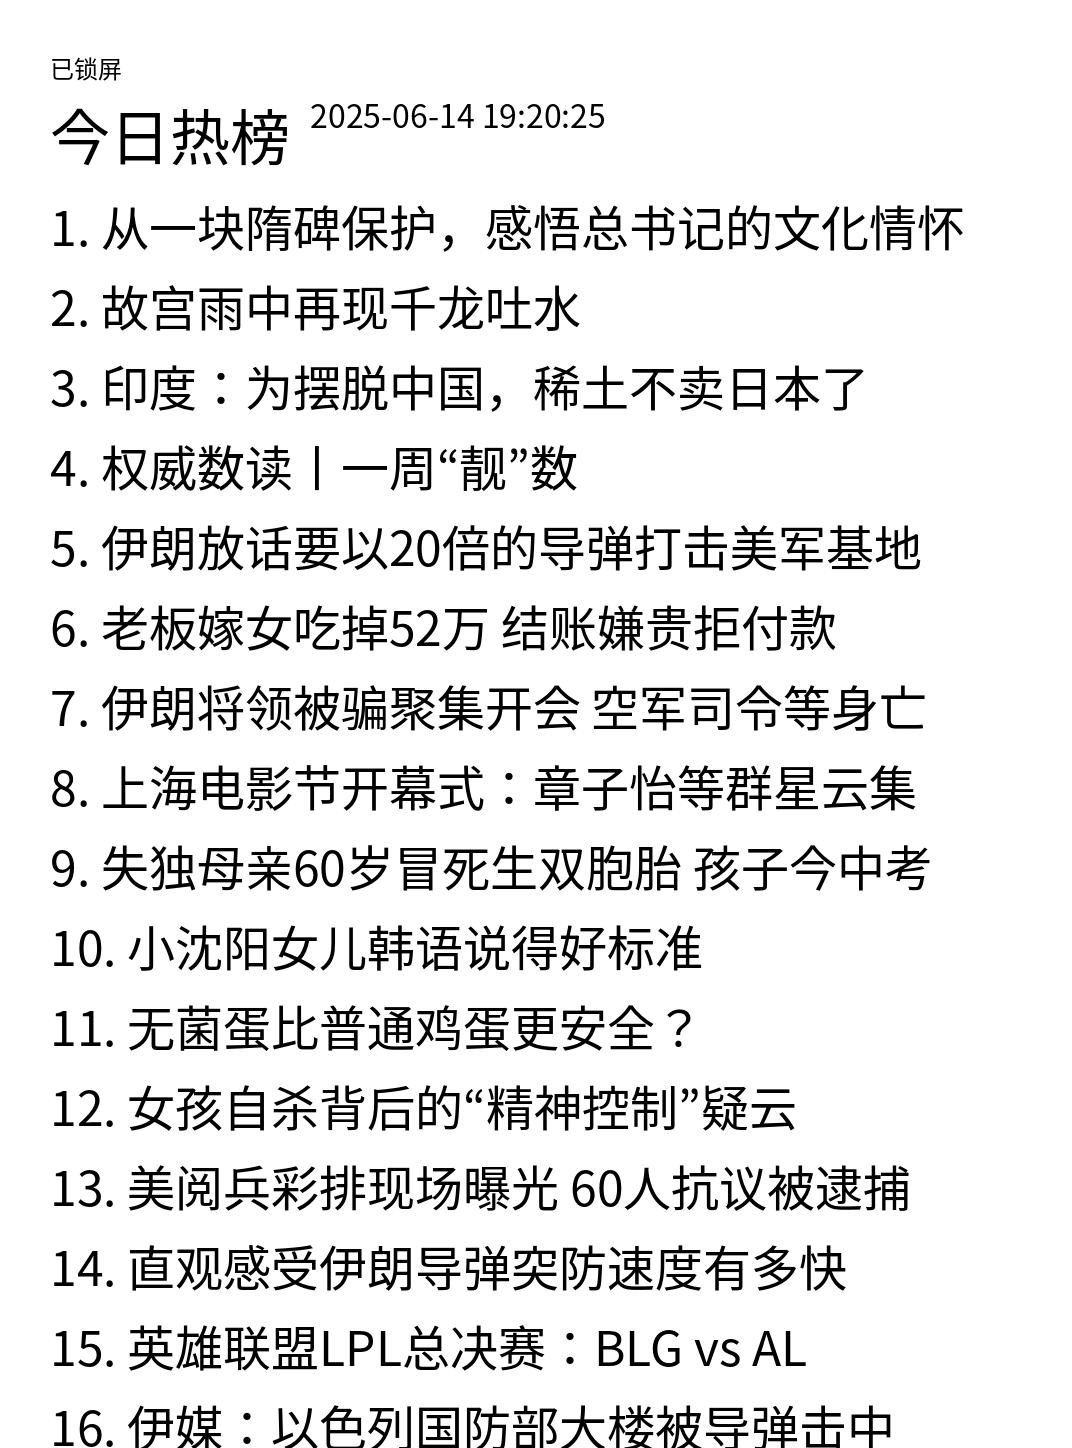 已锁屏
今日热榜 2025-06-14 19:20:25
1. 从一块隋碑保护，感悟总书记的文化情怀
2. 故宫雨中再现千龙吐水
3. 印度：为摆脱中国，稀土不卖日本了
4. 权威数读丨一周“靓”数
5. 伊朗放话要以20倍的导弹打击美军基地
6. 老板嫁女吃掉52万 结账嫌贵拒付款
7. 伊朗将领被骗聚集开会 空军司令等身亡
8. 上海电影节开幕式：章子怡等群星云集
9. 失独母亲60岁冒死生双胞胎 孩子今中考
10. 小沈阳女儿韩语说得好标准
11. 无菌蛋比普通鸡蛋更安全？
12. 女孩自杀背后的“精神控制”疑云
13. 美阅兵彩排现场曝光 60人抗议被逮捕
14. 直观感受伊朗导弹突防速度有多快
15. 英雄联盟LPL总决赛：BLG vs AL
16. 伊媒：以色列国防部大楼被导弹击中